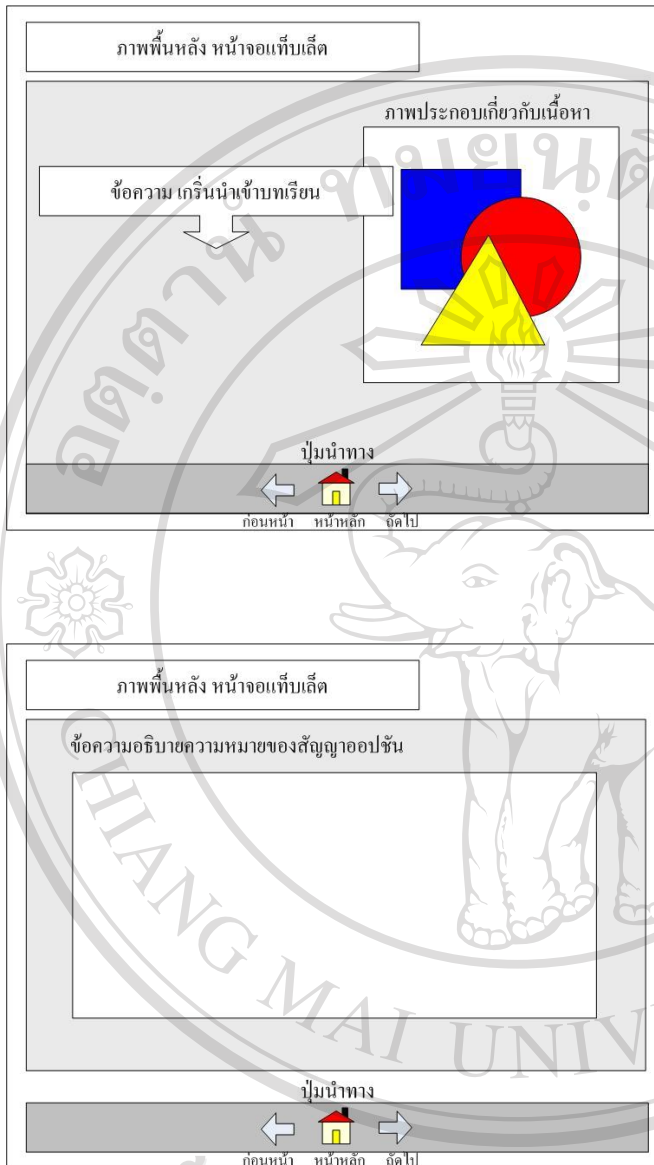 ภาพพื้นหลัง หน้าจอแท็บเล็ต
ภาพประกอบเกี่ยวกับเนื้อหา
ข้อความ เกริ่นนำเข้าบทเรียน
ปุ่มนำทาง
ก่อนหน้า หน้าหลัก ถัดไป
ภาพพื้นหลัง หน้าจอแท็บเล็ต
ข้อความอธิบายความหมายของสัญญาออปชัน
ปุ่มนำทาง
ก่อนหน้า หน้าหลัก ถัดไป
CHIANG MAI